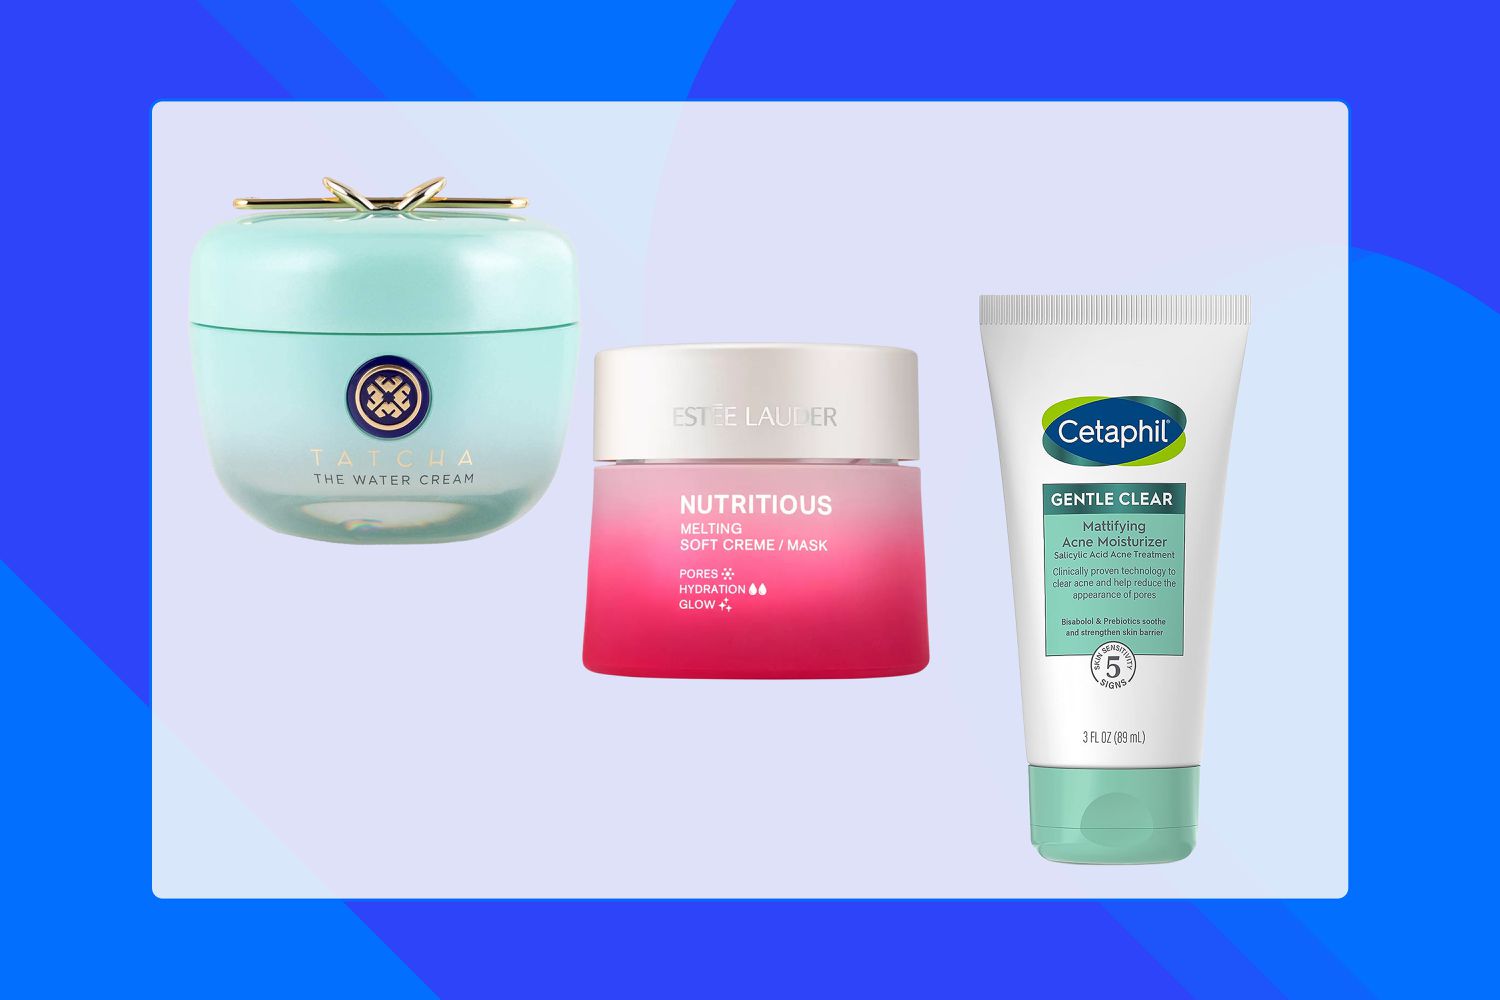 TATCHA
THE WATER CREAM
ESTĒE LAUDER
NUTRITIOUS
MELTING
SOFT CREME / MASK
PORES
HYDRATION
GLOW
Cetaphil®
GENTLE CLEAR
Mattifying
Acne Moisturizer
Salicylic Acid Acne Treatment
Clinically proven technology to
clear acne and help reduce the
appearance of pores
Bisabolol & Prebiotics soothe
and strengthen skin barrier
SKIN SENSITIVITY
5
SIGNS
3 FL OZ (89 mL)